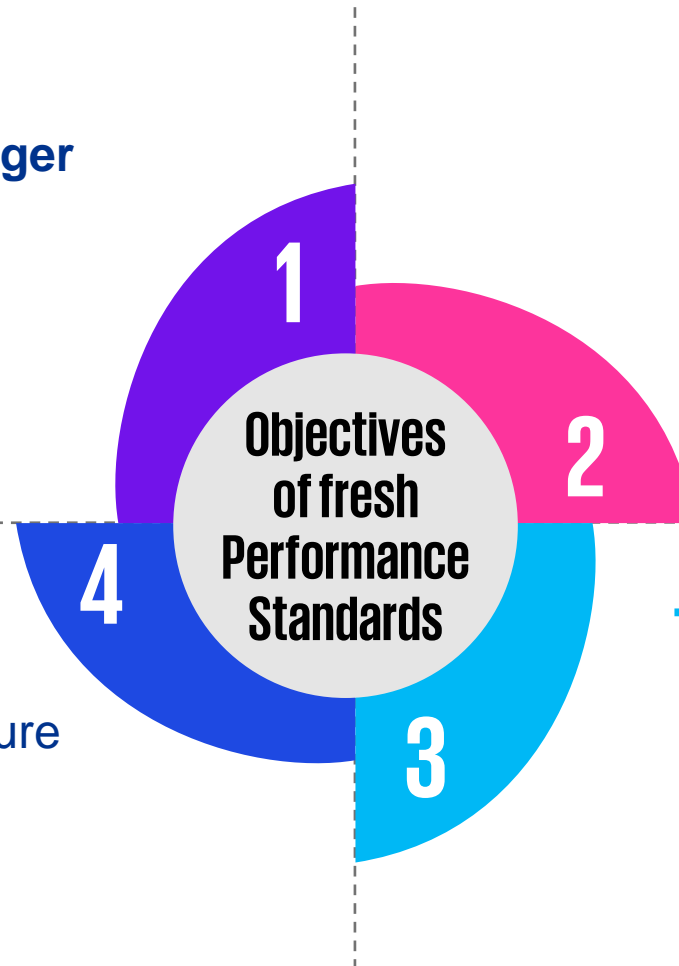 ger
1
2
Objectives
of fresh
Performance
Standards
4
ure
3